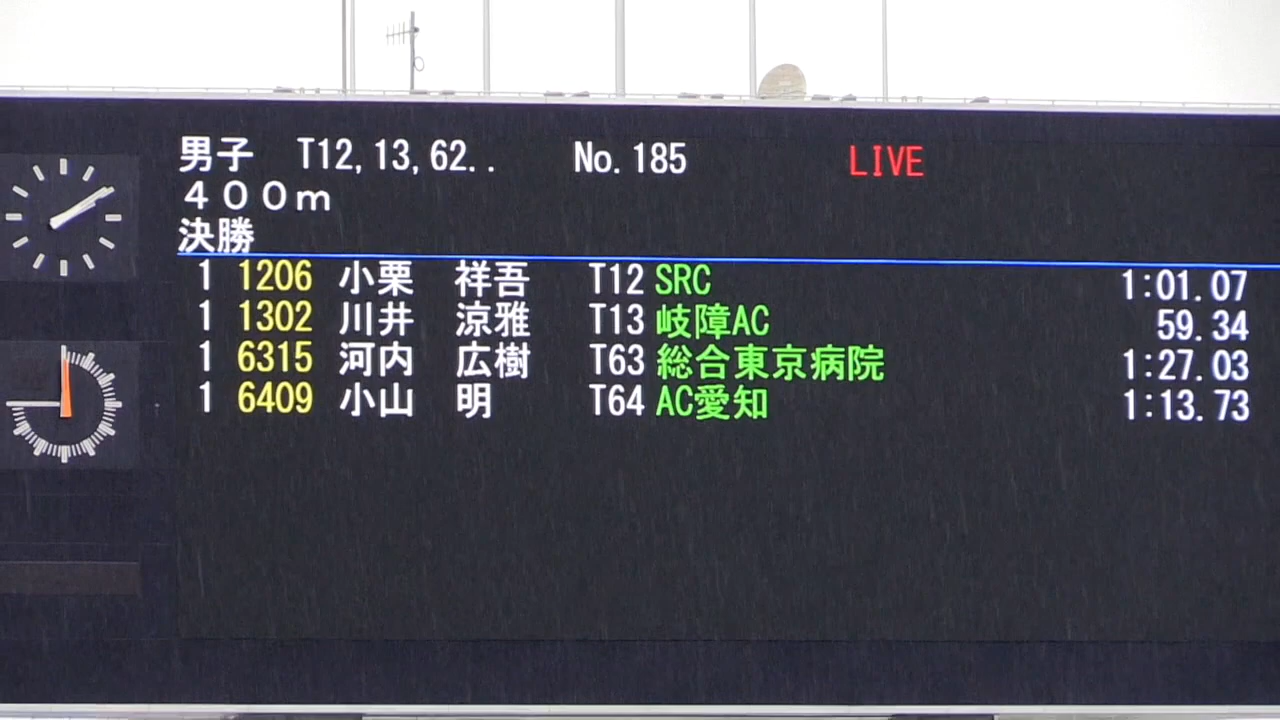 男子 T12,13,62.. No.185 LIVE
４００ｍ
決勝
1 1206 小栗 祥吾 T12 SRC 1:01.07
1 1302 川井 涼雅 T13 岐障AC 59.34
1 6315 河内 広樹 T63 総合東京病院 1:27.03
1 6409 小山 明 T64 AC愛知 1:13.73